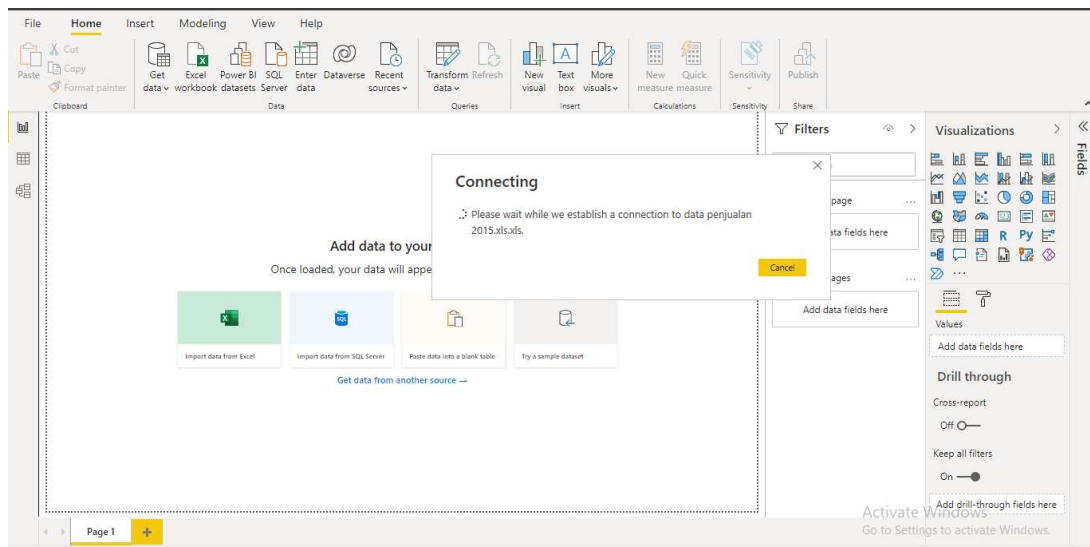 File Home Insert Modeling View Help
Paste
Cut
Copy
Format painter
Clipboard
Get data
Excel workbook
Power BI datasets
SQL Server
Enter data
Dataverse
Recent sources
Data
Transform data
Refresh
Queries
New visual
Text box
More visuals
Insert
New measure
Quick measure
Calculations
Sensitivity
Sensitivity
Publish
Share
Add data to your
Once loaded, your data will appe
Import data from Excel
SQL
Import data from SQL Server
Paste data into a blank table
Try a sample dataset
Get data from another source →
Connecting
Please wait while we establish a connection to data penjualan
2015.xls.xls.
Cancel
Filters
page
ata fields here
ages
Add data fields here
Visualizations
R Py
Values
Add data fields here
Drill through
Cross-report
Off
Keep all filters
On
Add drill-through fields here
Fields
Activate Windows
Go to Settings to activate Windows.
Page 1